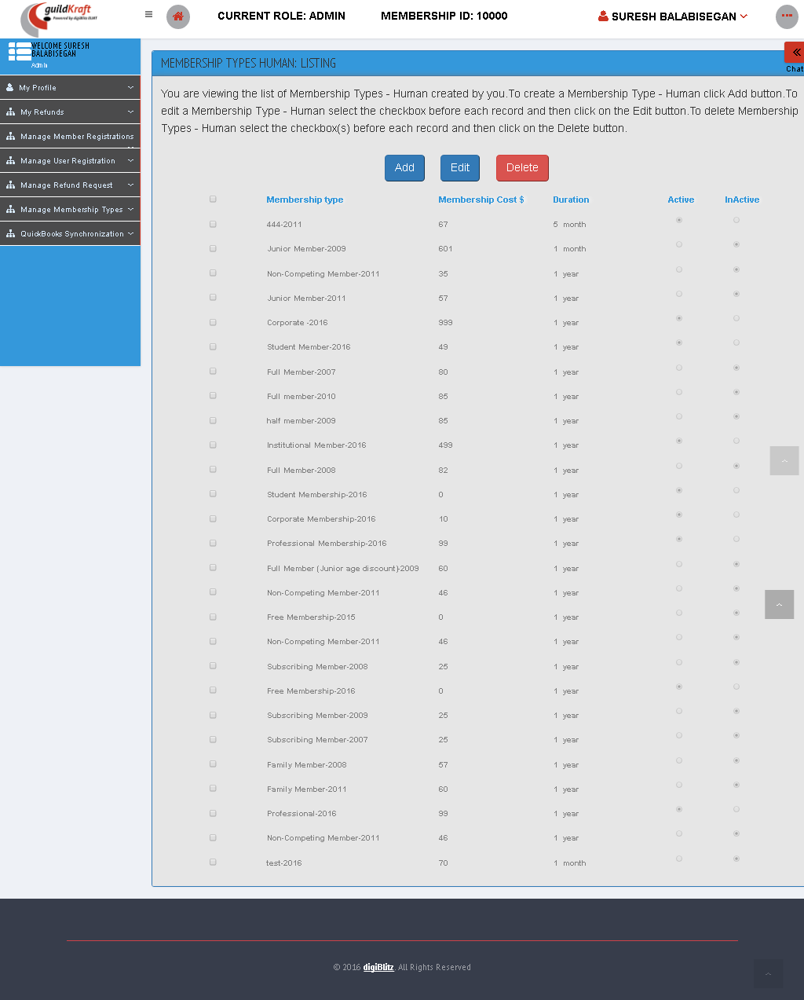 guildKraft
Powered by digiBlitz ELMT
CURRENT ROLE: ADMIN
MEMBERSHIP ID: 10000
SURESH BALABISEGAN
WELCOME SURESH
BALABISEGAN
Admin
My Profile
My Refunds
Manage Member Registrations
Manage User Registration
Manage Refund Request
Manage Membership Types
QuickBooks Synchronization
Chat
MEMBERSHIP TYPES HUMAN: LISTING
You are viewing the list of Membership Types - Human created by you.To create a Membership Type - Human click Add button.To
edit a Membership Type - Human select the checkbox before each record and then click on the Edit button.To delete Membership
Types - Human select the checkbox(s) before each record and then click on the Delete button.
Add Edit Delete
Membership type Membership Cost $ Duration Active InActive
444-2011 67 5 month
Junior Member-2009 601 1 month
Non-Competing Member-2011 35 1 year
Junior Member-2011 57 1 year
Corporate -2016 999 1 year
Student Member-2016 49 1 year
Full Member-2007 80 1 year
Full member-2010 85 1 year
half member-2009 85 1 year
Institutional Member-2016 499 1 year
Full Member-2008 82 1 year
Student Membership-2016 0 1 year
Corporate Membership-2016 10 1 year
Professional Membership-2016 99 1 year
Full Member (Junior age discount)-2009 60 1 year
Non-Competing Member-2011 46 1 year
Free Membership-2015 0 1 year
Non-Competing Member-2011 46 1 year
Subscribing Member-2008 25 1 year
Free Membership-2016 0 1 year
Subscribing Member-2009 25 1 year
Subscribing Member-2007 25 1 year
Family Member-2008 57 1 year
Family Member-2011 60 1 year
Professional-2016 99 1 year
Non-Competing Member-2011 46 1 year
test-2016 70 1 month
© 2016 digiBlitz. All Rights Reserved